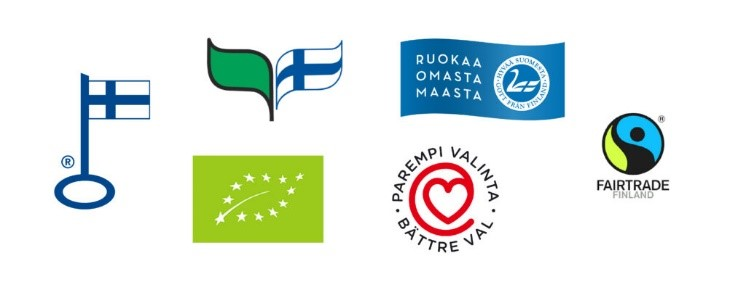 ®
RUOKAA
OMASTA
MAASTA
HYVÄÄ SUOMESTA
GOTT FRÅN FINLAND
PAREMPI VALINTA
BÄTTRE VAL
®
FAIRTRADE
FINLAND